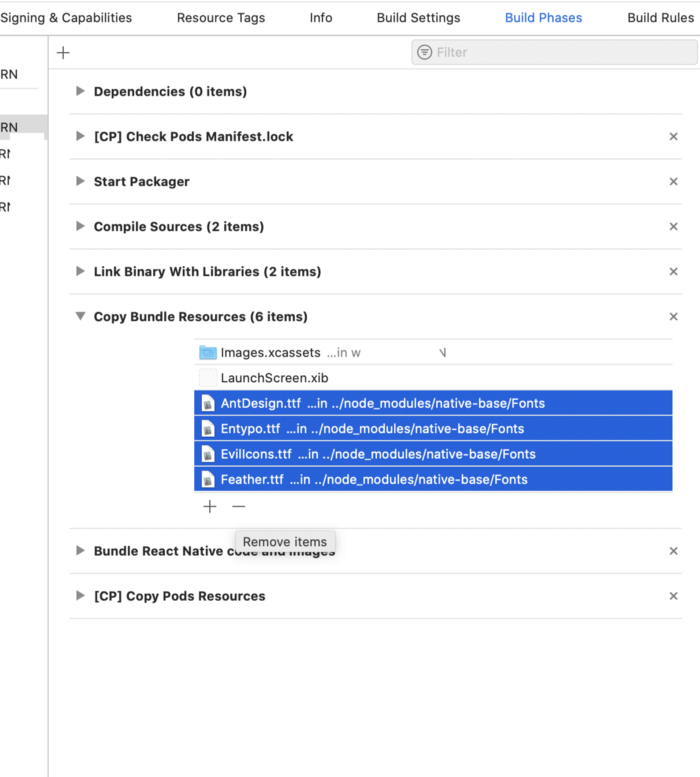 Signing & Capabilities Resource Tags Info Build Settings Build Phases Build Rules
Filter
RN
Dependencies (0 items)
RN
[CP] Check Pods Manifest.lock
Start Packager
Compile Sources (2 items)
Link Binary With Libraries (2 items)
Copy Bundle Resources (6 items)
Images.xcassets ...in w
LaunchScreen.xib
AntDesign.ttf ...in ../node_modules/native-base/Fonts
Entypo.ttf ...in ../node_modules/native-base/Fonts
EvilIcons.ttf ...in ../node_modules/native-base/Fonts
Feather.ttf ...in ../node_modules/native-base/Fonts
Remove items
Bundle React Native code and images
[CP] Copy Pods Resources